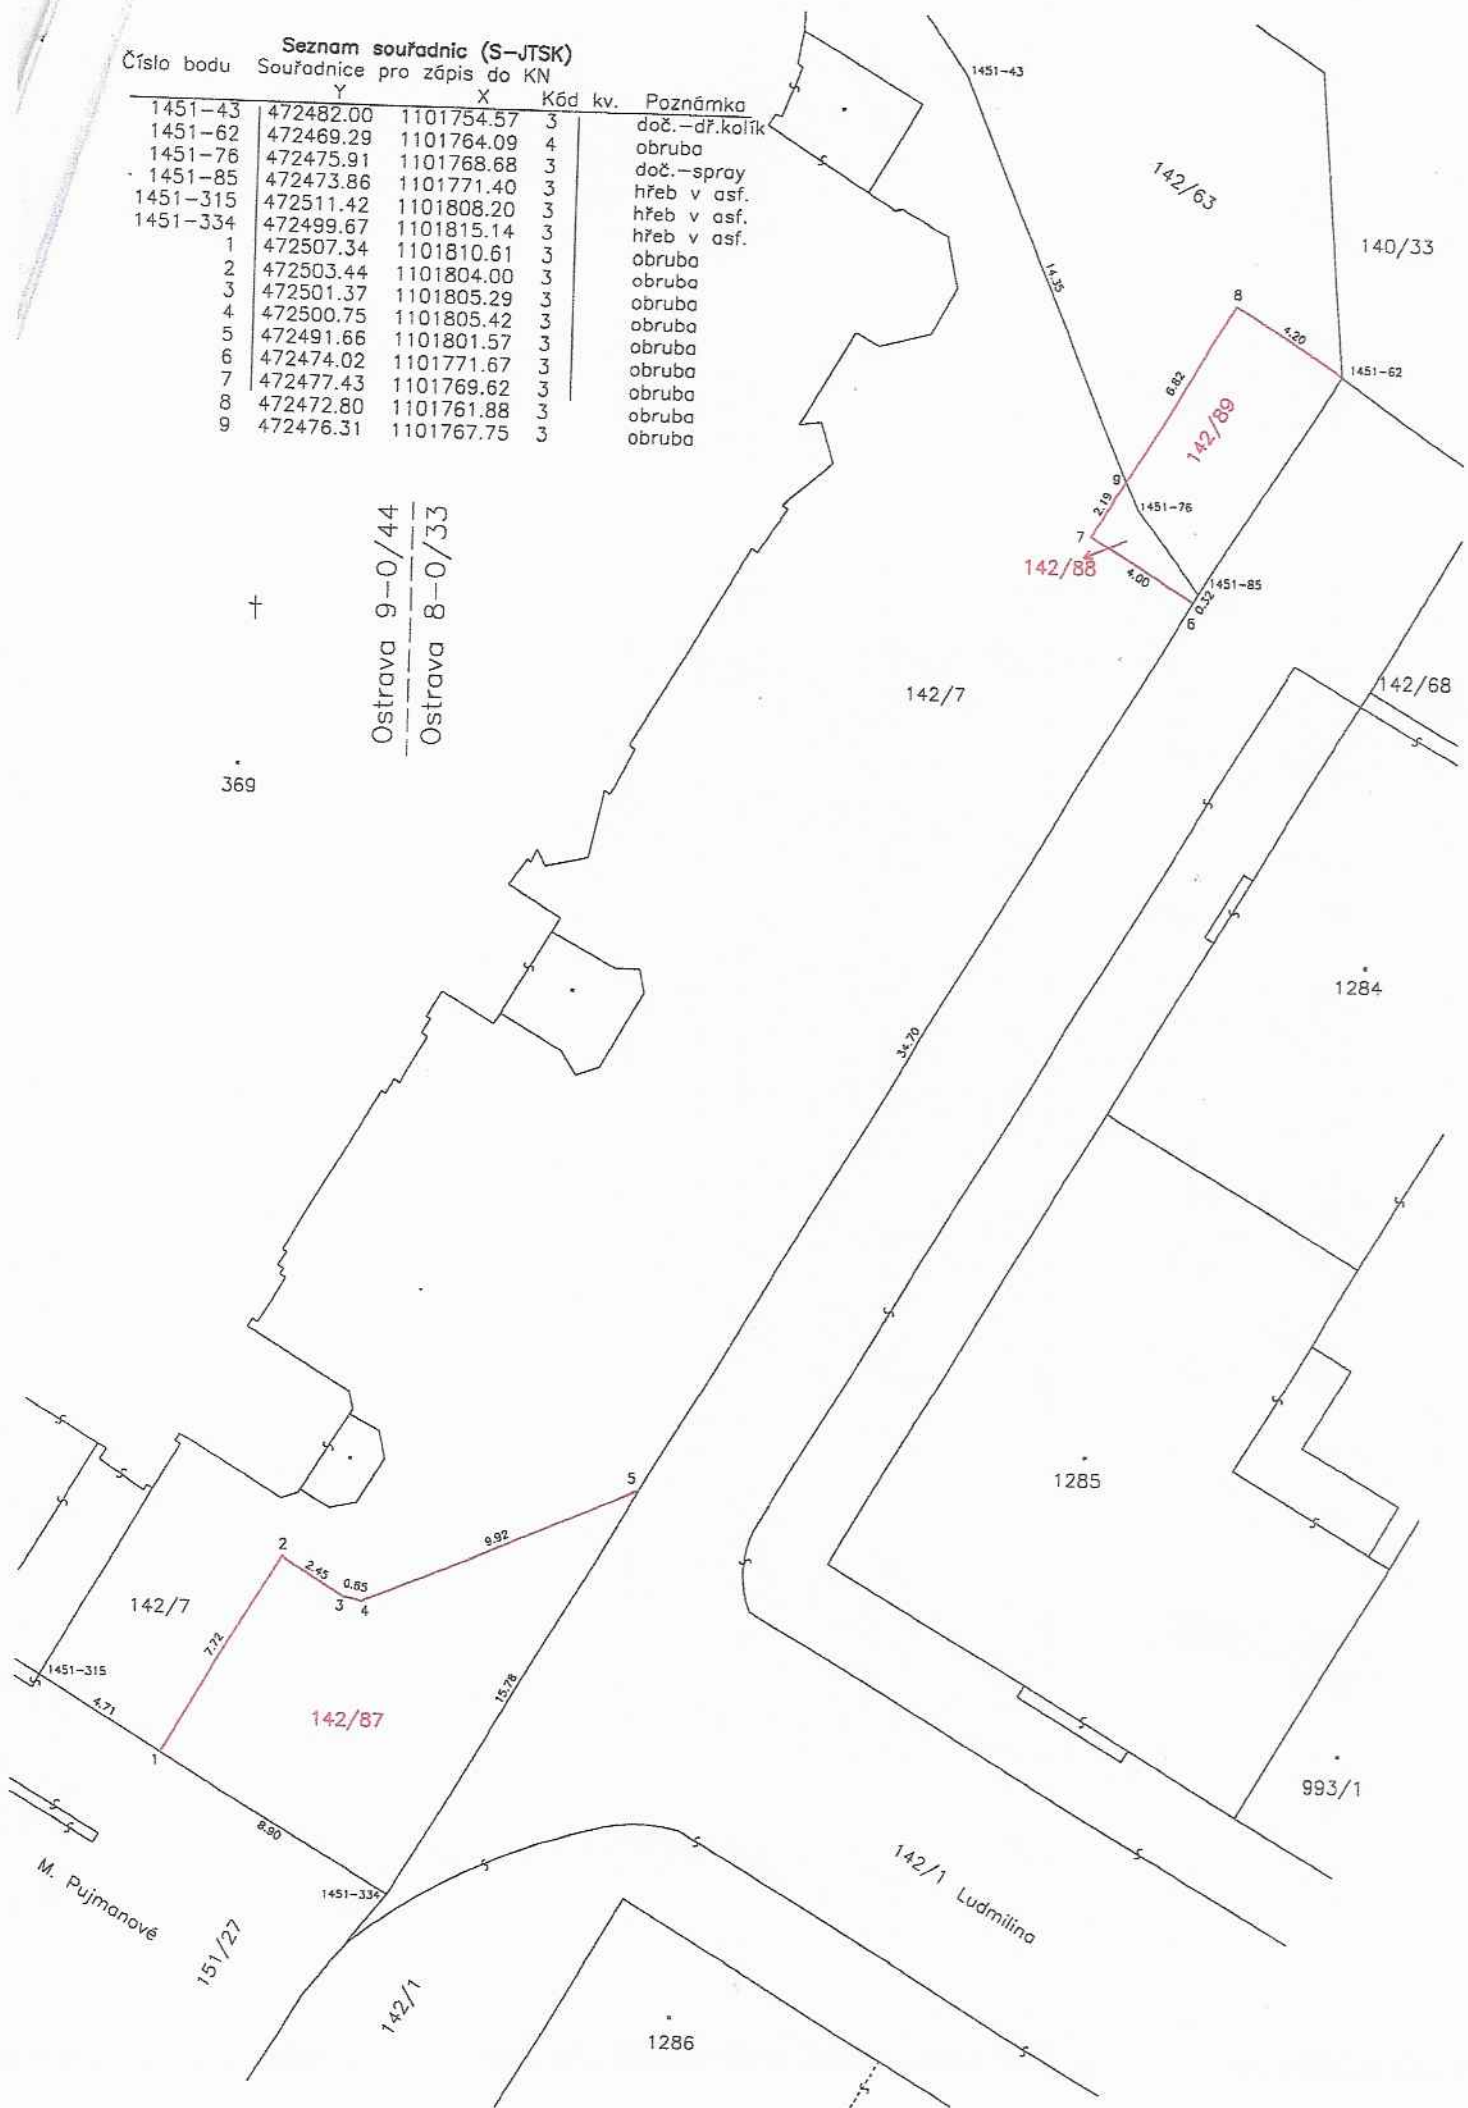 Seznam souřadnic (S-JTSK)
Číslo bodu Souřadnice pro zápis do KN
Y X Kód kv. Poznámka
1451-43 472482.00 1101754.57 3 doč.-dř.kolík
1451-62 472469.29 1101764.09 4 obruba
1451-76 472475.91 1101768.68 3 doč.-spray
1451-85 472473.86 1101771.40 3 hřeb v asf.
1451-315 472511.42 1101808.20 3 hřeb v asf.
1451-334 472499.67 1101815.14 3 hřeb v asf.
1 472507.34 1101810.61 3 obruba
2 472503.44 1101804.00 3 obruba
3 472501.37 1101805.29 3 obruba
4 472500.75 1101805.42 3 obruba
5 472491.66 1101801.57 3 obruba
6 472474.02 1101771.67 3 obruba
7 472477.43 1101769.62 3 obruba
8 472472.80 1101761.88 3 obruba
9 472476.31 1101767.75 3 obruba
1451-43
142/63
140/33
14.35
8
4.20
1451-62
6.82
142/89
9
1451-76
2.19
7
142/88
4.00
1451-85
0.32
6
Ostrava 9-0/44
Ostrava 8-0/33
142/7
142/68
369
1284
34.70
1285
5
9.92
2
2.45
0.65
3
4
142/7
7.72
1451-315
4.71
15.78
142/87
1
993/1
8.90
M. Pujmanové
1451-334
142/1 Ludmilina
151/27
142/1
1286